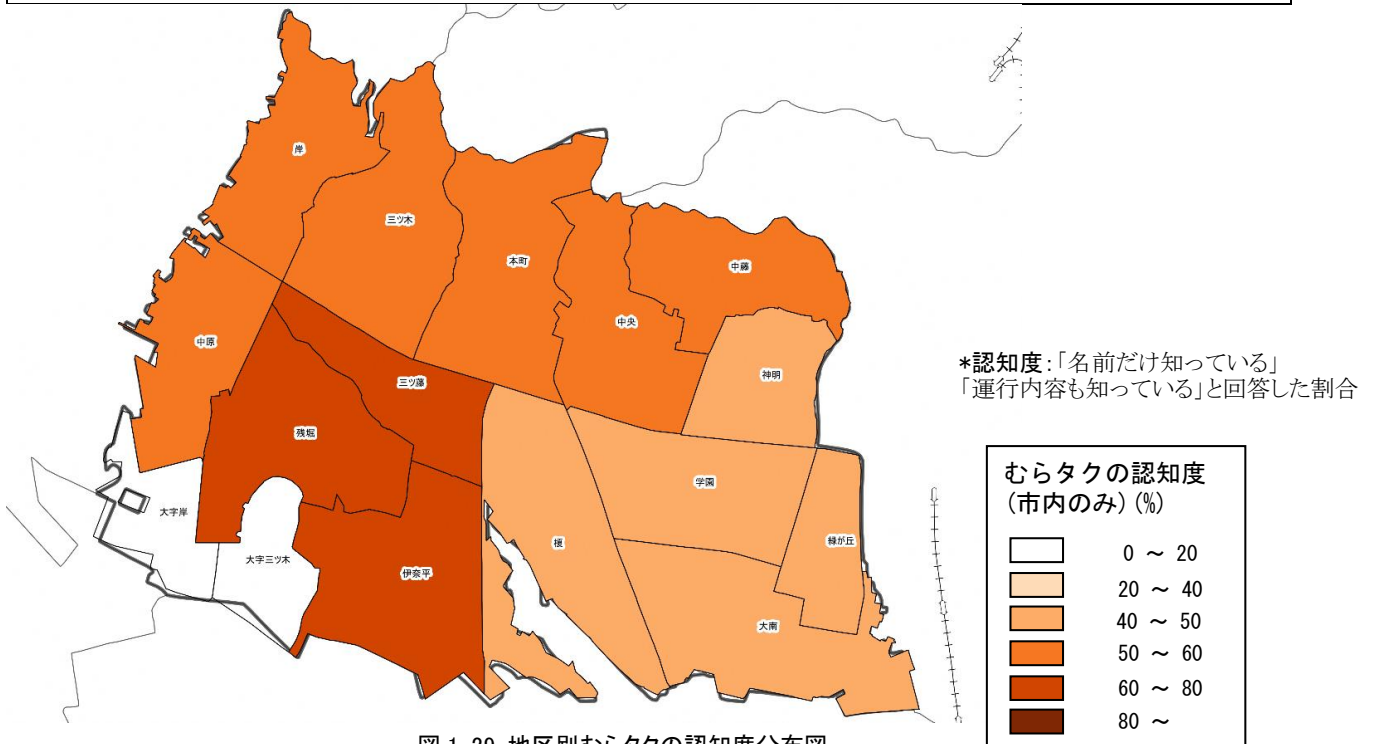 岸
三ツ木
本町
中藤
中央
中原
神明
三ツ藤
残堀
学園
大字岸
榎
緑が丘
大字三ツ木
伊奈平
大南
*認知度:「名前だけ知っている」
「運行内容も知っている」と回答した割合
むらタクの認知度
(市内のみ)(%)
0 ～ 20
20 ～ 40
40 ～ 50
50 ～ 60
60 ～ 80
80 ～